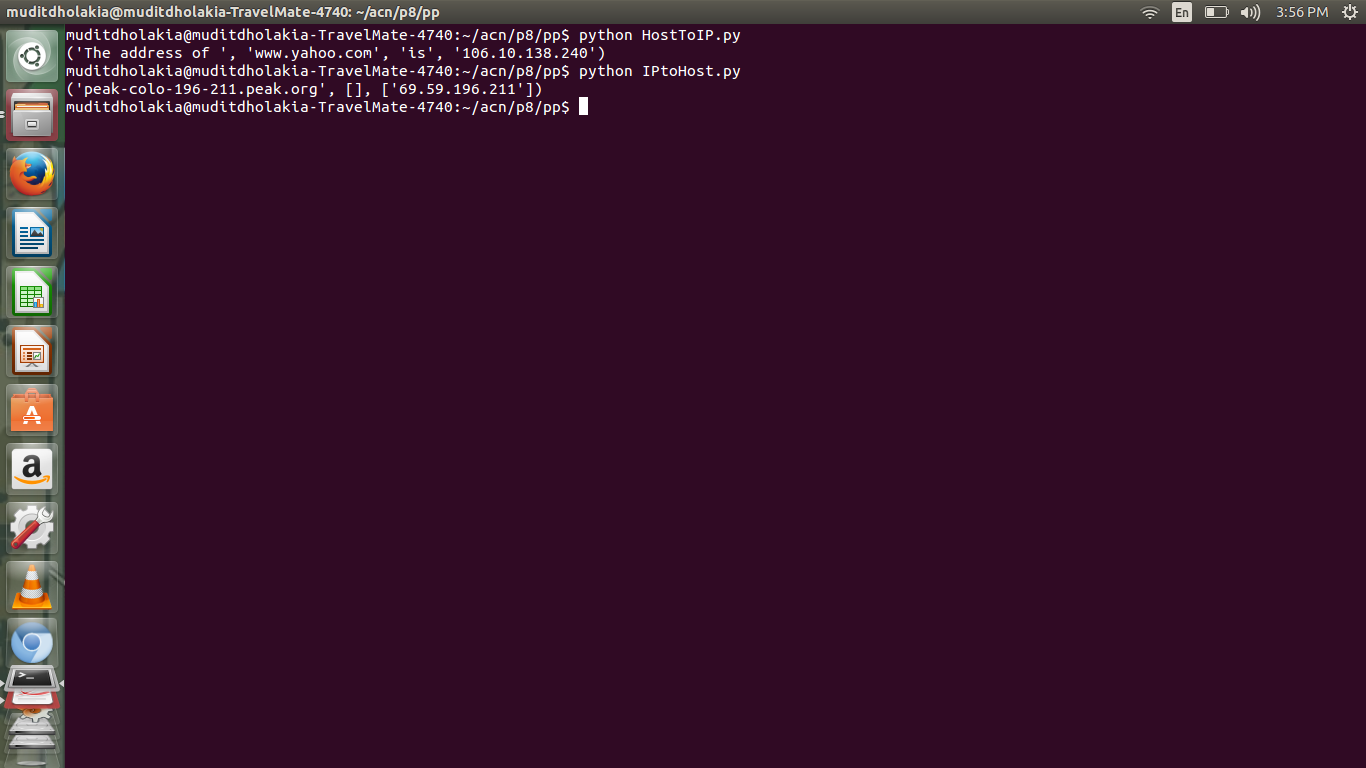 muditdholakia@muditdholakia-TravelMate-4740: ~/acn/p8/pp
En
3:56 PM
muditdholakia@muditdholakia-TravelMate-4740:~/acn/p8/pp$ python HostToIP.py
('The address of ', 'www.yahoo.com', 'is', '106.10.138.240')
muditdholakia@muditdholakia-TravelMate-4740:~/acn/p8/pp$ python IPtoHost.py
('peak-colo-196-211.peak.org', [], ['69.59.196.211'])
muditdholakia@muditdholakia-TravelMate-4740:~/acn/p8/pp$
A
a
>_